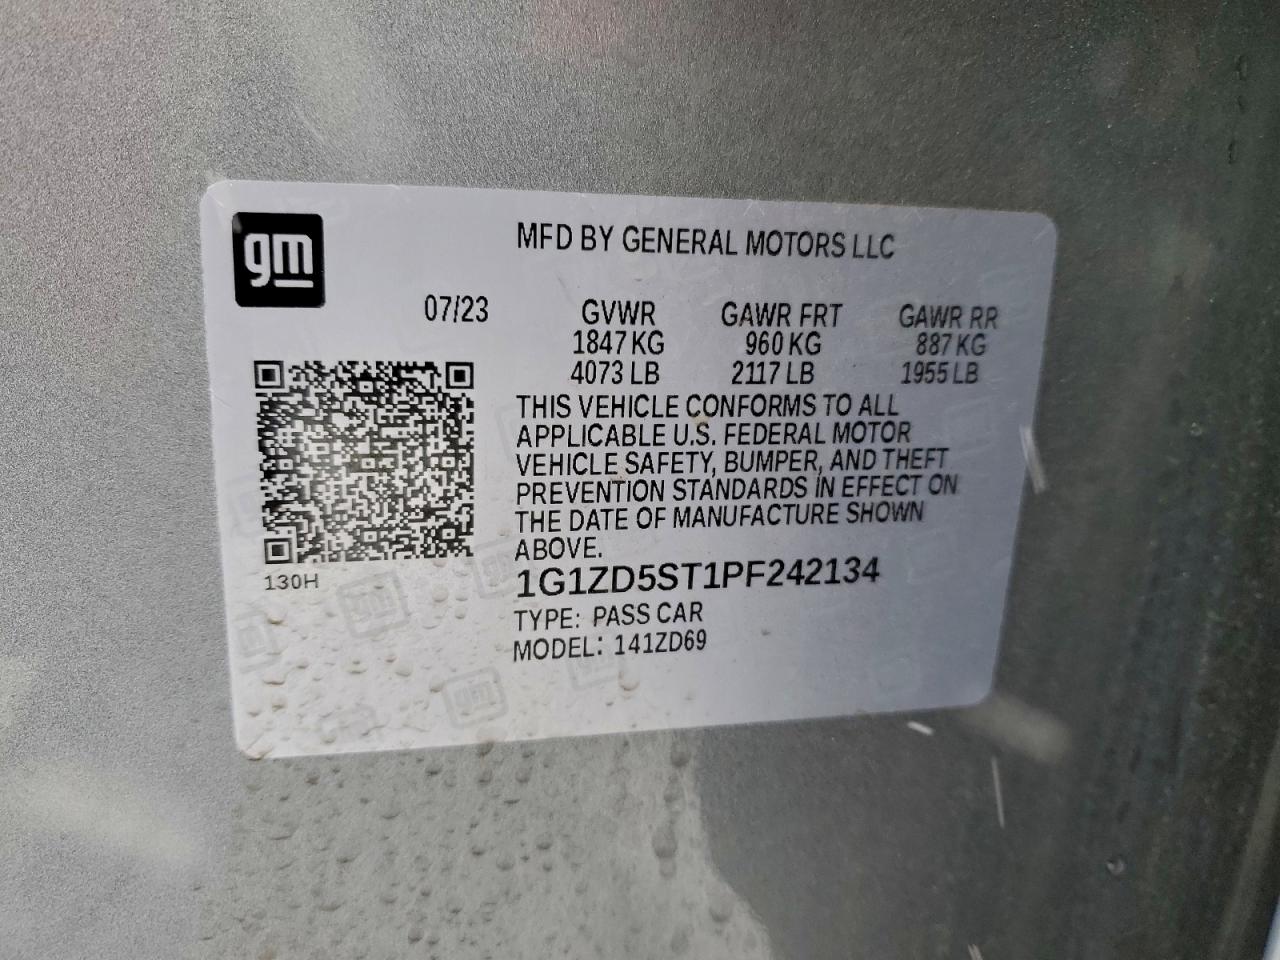 gm
MFD BY GENERAL MOTORS LLC
07/23
GVWR GAWR FRT GAWR RR
1847 KG 960 KG 887 KG
4073 LB 2117 LB 1955 LB
THIS VEHICLE CONFORMS TO ALL
APPLICABLE U.S. FEDERAL MOTOR
VEHICLE SAFETY, BUMPER, AND THEFT
PREVENTION STANDARDS IN EFFECT ON
THE DATE OF MANUFACTURE SHOWN
ABOVE.
130H
1G1ZD5ST1PF242134
TYPE: PASS CAR
MODEL: 141ZD69